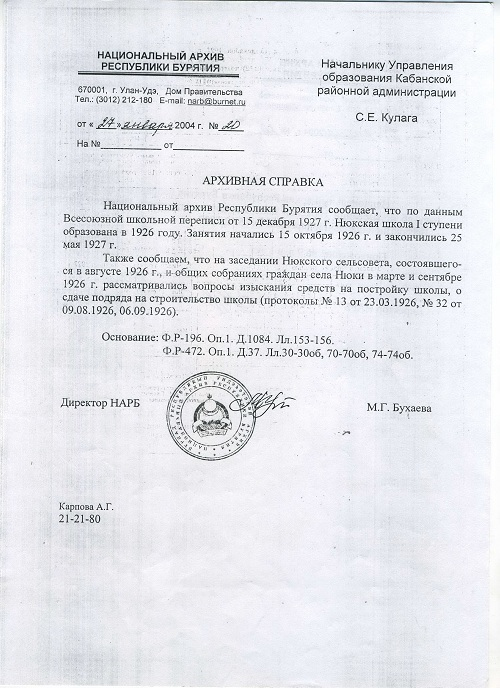 НАЦИОНАЛЬНЫЙ АРХИВ
РЕСПУБЛИКИ БУРЯТИЯ
670001, г. Улан-Удэ, Дом Правительства
Тел.: (3012) 212-180 E-mail: narb@burnet.ru
от « 27 » января 2004 г. № 20
На №__________ от____________
Начальнику Управления
образования Кабанской
районной администрации
С.Е. Кулага
АРХИВНАЯ СПРАВКА
Национальный архив Республики Бурятия сообщает, что по данным
Всесоюзной школьной переписи от 15 декабря 1927 г. Нюкская школа I ступени
образована в 1926 году. Занятия начались 15 октября 1926 г. и закончились 25
мая 1927 г.
Также сообщаем, что на заседании Нюкского сельсовета, состоявшего-
ся в августе 1926 г., и общих собраниях граждан села Нюки в марте и сентябре
1926 г. рассматривались вопросы изыскания средств на постройку школы, о
сдаче подряда на строительство школы (протоколы № 13 от 23.03.1926, № 32 от
09.08.1926, 06.09.1926).
Основание: Ф.Р-196. Оп.1. Д.1084. Лл.153-156.
Ф.Р-472. Оп.1. Д.37. Лл.30-30об, 70-70об, 74-74об.
Директор НАРБ
М.Г. Бухаева
Карпова А.Г.
21-21-80